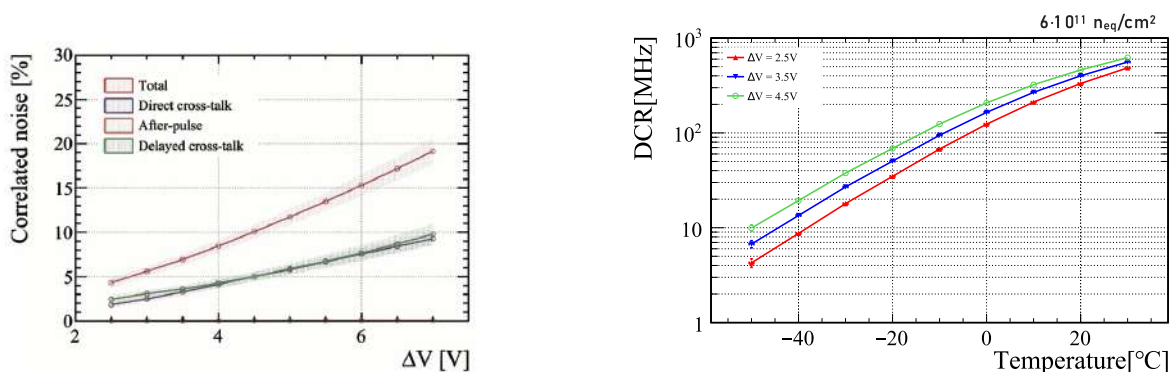 Correlated noise [%]
30
25
20
15
10
5
0
Total
Direct cross-talk
After-pulse
Delayed cross-talk
2
4
6
ΔV [V]
6·10¹¹ nₑq/cm²
DCR[MHz]
10³
10²
10
1
ΔV = 2.5V
ΔV = 3.5V
ΔV = 4.5V
−40
−20
0
20
Temperature[°C]